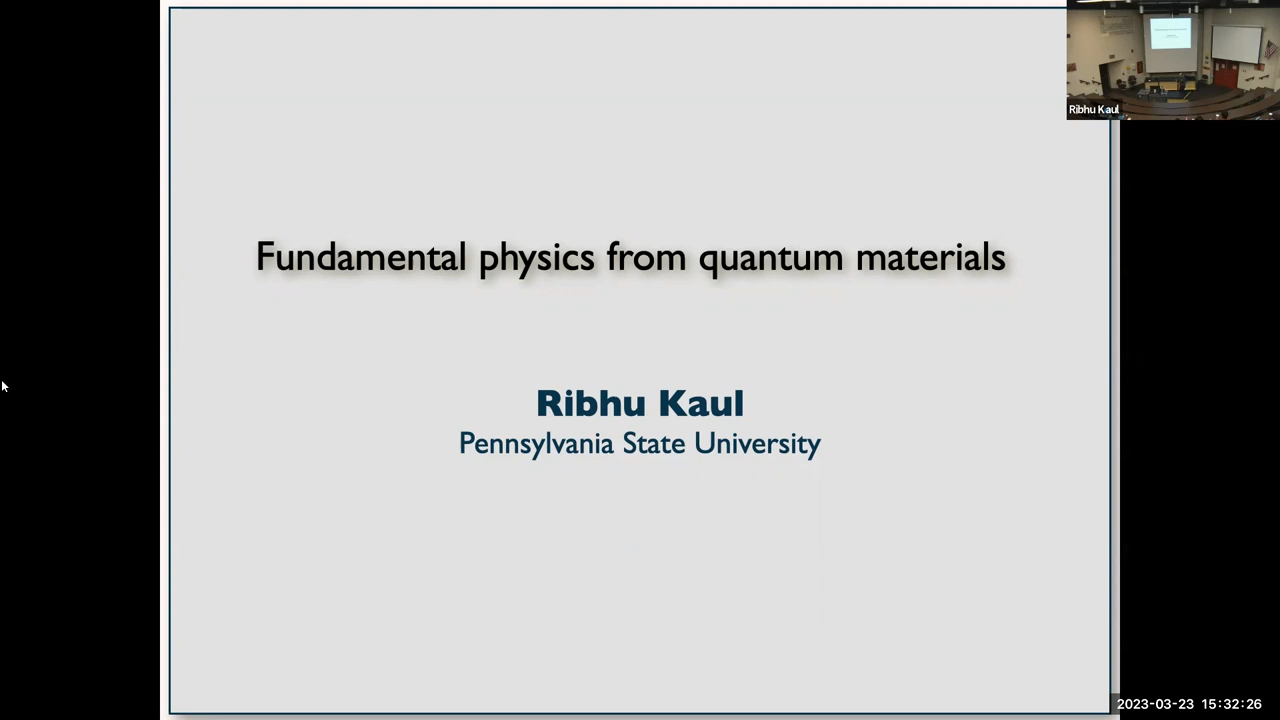 Fundamental physics from quantum materials
Ribhu Kaul
Pennsylvania State University
Ribhu Kaul
2023-03-23 15:32:26